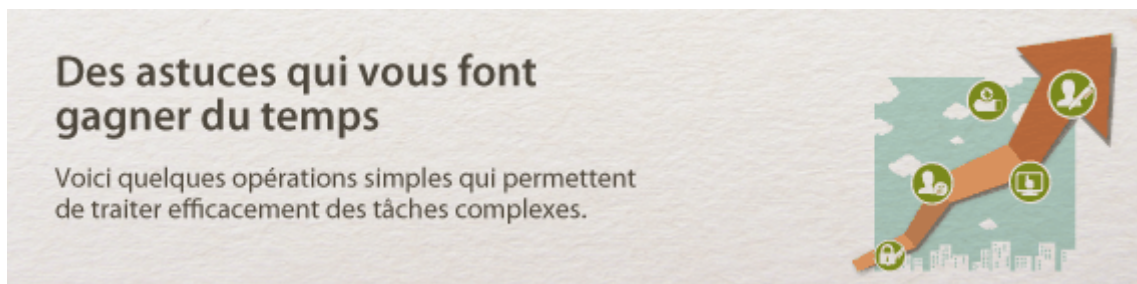 Des astuces qui vous font
gagner du temps
Voici quelques opérations simples qui permettent
de traiter efficacement des tâches complexes.